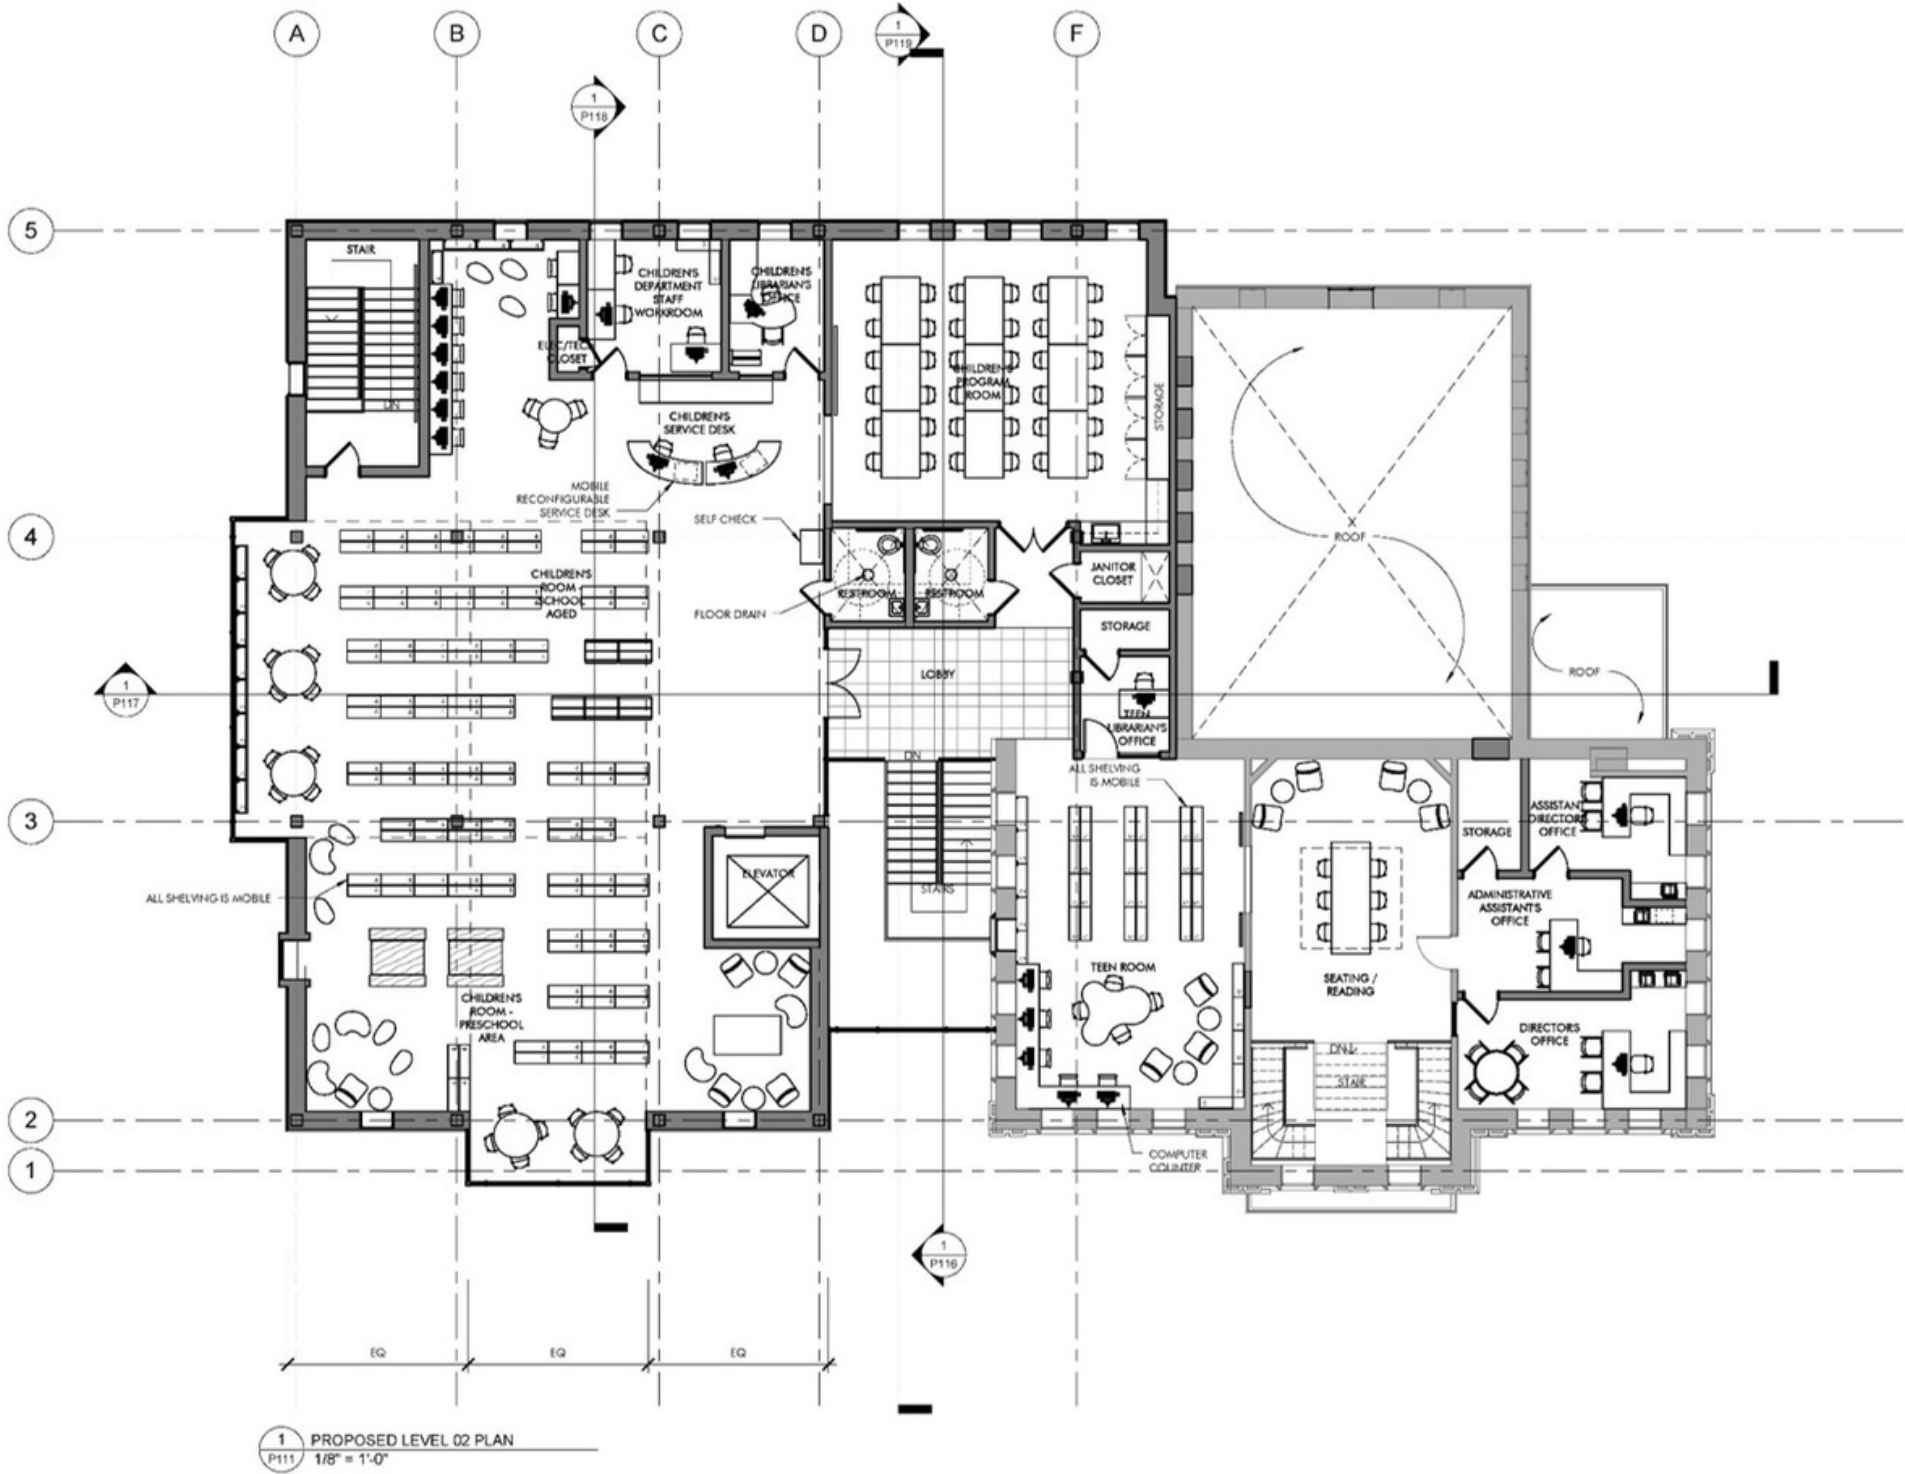 A
B
C
D
1
P119
F
1
P118
5
STAIR
CHILDREN'S
DEPARTMENT
STAFF
WORKROOM
CHILDREN'S
LIBRARIAN'S
OFFICE
ELEC/TECH
CLOSET
DN
CHILDREN'S
SERVICE DESK
CHILDREN'S
PROGRAM
ROOM
STORAGE
MOBILE
RECONFIGURABLE
SERVICE DESK
SELF CHECK
4
X
ROOF
CHILDREN'S
ROOM -
SCHOOL
AGED
RESTROOM
RESTROOM
JANITOR
CLOSET
FLOOR DRAIN
STORAGE
LOBBY
ROOF
1
P117
TEEN
LIBRARIAN'S
OFFICE
DN
ALL SHELVING
IS MOBILE
3
ASSISTANT
DIRECTOR'S
OFFICE
STORAGE
ELEVATOR
STAIRS
ALL SHELVING IS MOBILE
ADMINISTRATIVE
ASSISTANT'S
OFFICE
TEEN ROOM
SEATING /
READING
CHILDREN'S
ROOM -
PRESCHOOL
AREA
DIRECTOR'S
OFFICE
DN
STAIR
2
1
COMPUTER
COUNTER
1
P116
EQ
EQ
EQ
1
P111
PROPOSED LEVEL 02 PLAN
1/8" = 1'-0"